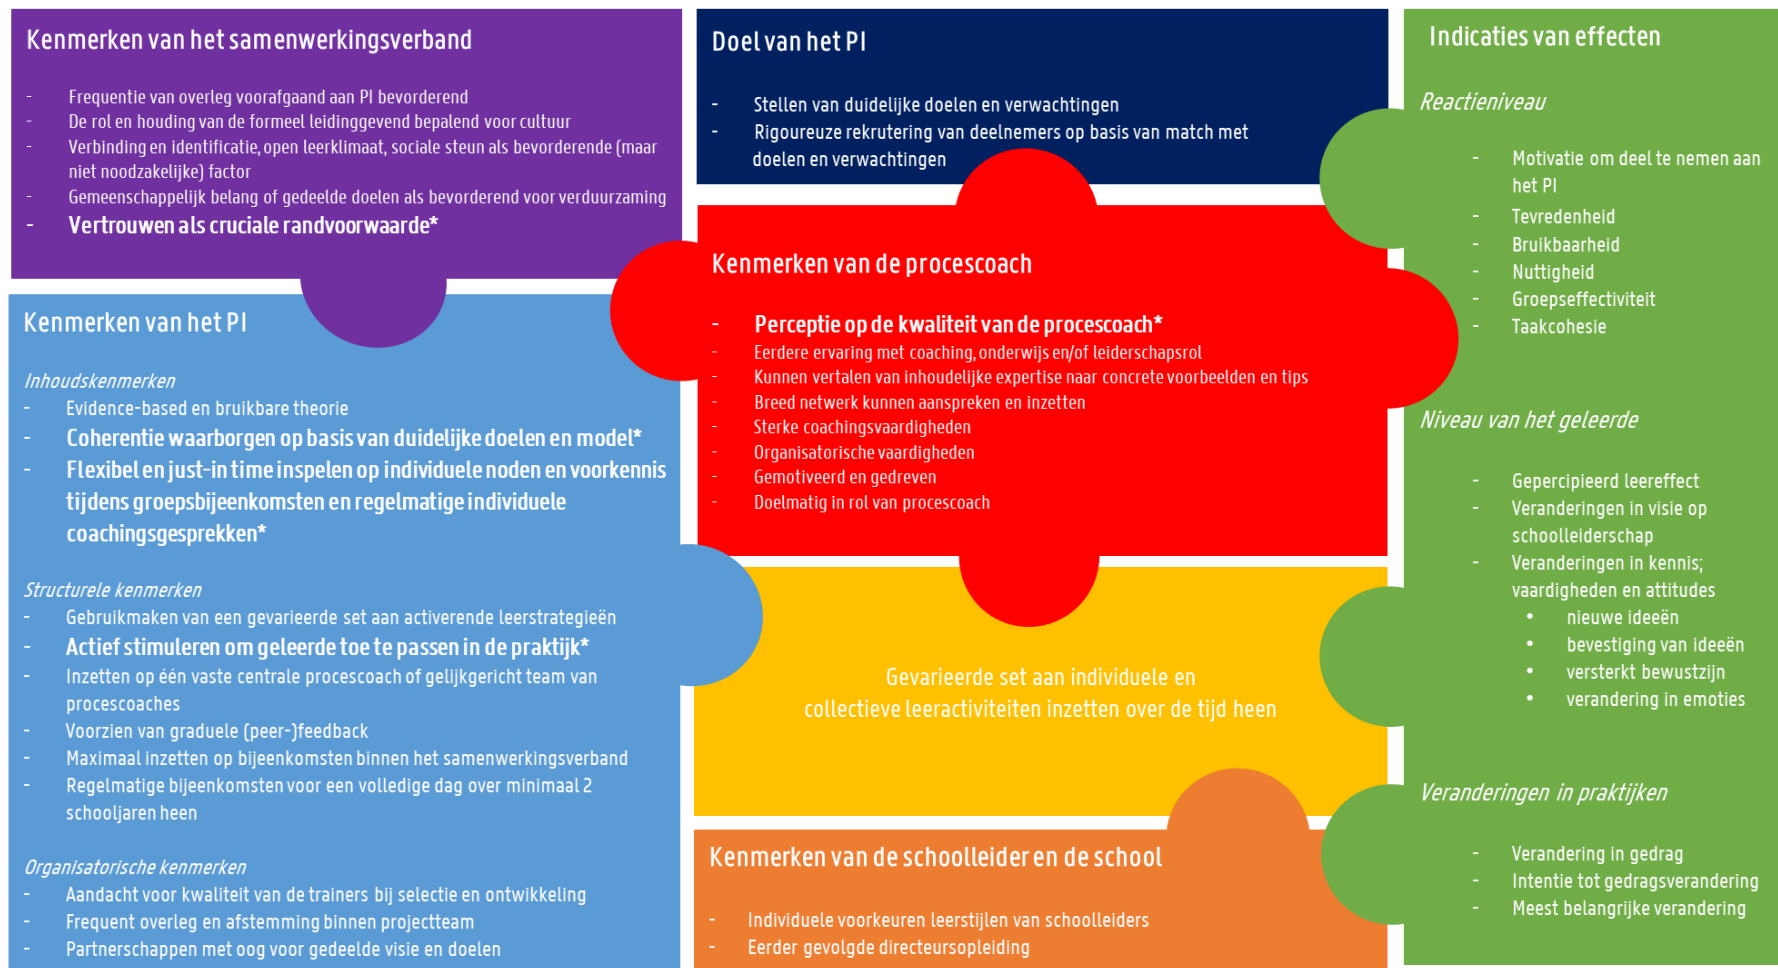 Kenmerken van het samenwerkingsverband
- Frequentie van overleg voorafgaand aan PI bevorderend
- De rol en houding van de formeel leidinggevend bepalend voor cultuur
- Verbinding en identificatie, open leerklimaat, sociale steun als bevorderende (maar
niet noodzakelijke) factor
- Gemeenschappelijk belang of gedeelde doelen als bevorderend voor verduurzaming
- Vertrouwen als cruciale randvoorwaarde*
Kenmerken van het PI
Inhoudskenmerken
- Evidence-based en bruikbare theorie
- Coherentie waarborgen op basis van duidelijke doelen en model*
- Flexibel en just-in time inspelen op individuele noden en voorkennis
tijdens groepsbijeenkomsten en regelmatige individuele
coachingsgesprekken*
Structurele kenmerken
- Gebruikmaken van een gevarieerde set aan activerende leerstrategieën
- Actief stimuleren om geleerde toe te passen in de praktijk*
- Inzetten op één vaste centrale procescoach of gelijkgericht team van
procescoaches
- Voorzien van graduele (peer-)feedback
- Maximaal inzetten op bijeenkomsten binnen het samenwerkingsverband
- Regelmatige bijeenkomsten voor een volledige dag over minimaal 2
schooljaren heen
Organisatorische kenmerken
- Aandacht voor kwaliteit van de trainers bij selectie en ontwikkeling
- Frequent overleg en afstemming binnen projectteam
- Partnerschappen met oog voor gedeelde visie en doelen
Doel van het PI
- Stellen van duidelijke doelen en verwachtingen
- Rigoureuze rekrutering van deelnemers op basis van match met
doelen en verwachtingen
Kenmerken van de procescoach
- Perceptie op de kwaliteit van de procescoach*
- Eerdere ervaring met coaching, onderwijs en/of leiderschapsrol
- Kunnen vertalen van inhoudelijke expertise naar concrete voorbeelden en tips
- Breed netwerk kunnen aanspreken en inzetten
- Sterke coachingsvaardigheden
- Organisatorische vaardigheden
- Gemotiveerd en gedreven
- Doelmatig in rol van procescoach
Gevarieerde set aan individuele en
collectieve leeractiviteiten inzetten over de tijd heen
Kenmerken van de schoolleider en de school
- Individuele voorkeuren leerstijlen van schoolleiders
- Eerder gevolgde directeursopleiding
Indicaties van effecten
Reactieniveau
- Motivatie om deel te nemen aan
het PI
- Tevredenheid
- Bruikbaarheid
- Nuttigheid
- Groepseffectiviteit
- Taakcohesie
Niveau van het geleerde
- Gepercipieerd leereffect
- Veranderingen in visie op
schoolleiderschap
- Veranderingen in kennis;
vaardigheden en attitudes
• nieuwe ideeën
• bevestiging van ideeën
• versterkt bewustzijn
• verandering in emoties
Veranderingen in praktijken
- Verandering in gedrag
- Intentie tot gedragsverandering
- Meest belangrijke verandering